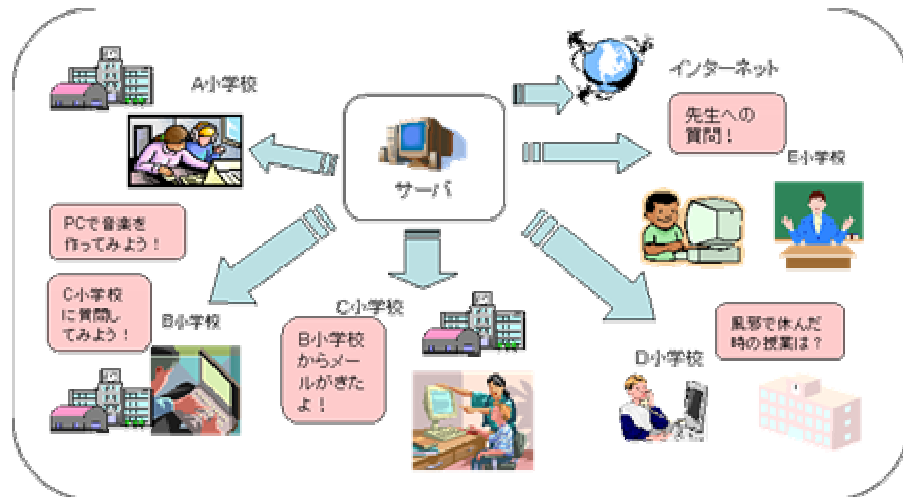 A小学校
インターネット
先生への
質問！
E小学校
サーバ
PCで音楽を
作ってみよう！
C小学校
に質問し
てみよう！
B小学校
C小学校
B小学校
からメー
ルがきた
よ！
風邪で休んだ
時の授業は？
D小学校